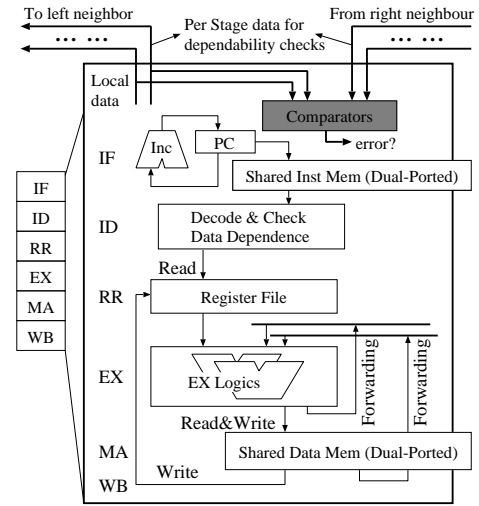 To left neighbor
From right neighbour
Per Stage data for
dependability checks
... ...
... ...
Local
data
Comparators
error?
IF
Inc
PC
Shared Inst Mem (Dual-Ported)
IF
ID
RR
EX
MA
WB
ID
Decode & Check
Data Dependence
Read
RR
Register File
EX
EX Logics
Forwarding
Forwarding
Read&Write
MA
Shared Data Mem (Dual-Ported)
WB
Write